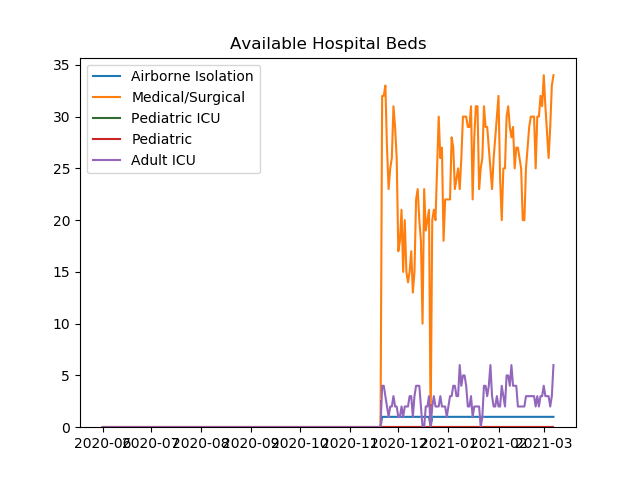 Available Hospital Beds
Airborne Isolation
Medical/Surgical
Pediatric ICU
Pediatric
Adult ICU
35
30
25
20
15
10
5
0
2020-06 2020-07 2020-08 2020-09 2020-10 2020-11 2020-12 2021-01 2021-02 2021-03